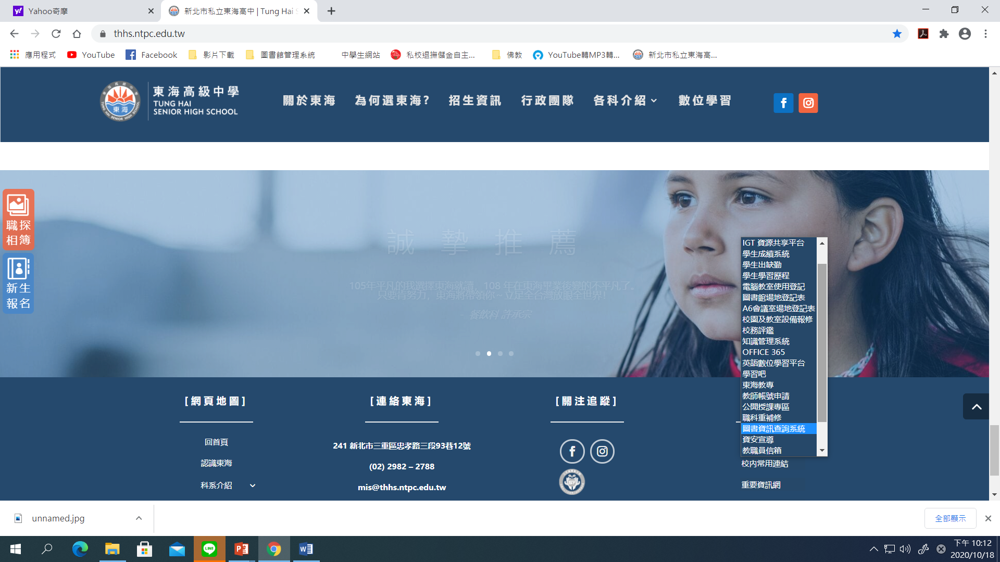 Yahoo奇摩
新北市私立東海高中 | Tung Hai S
thhs.ntpc.edu.tw
應用程式
YouTube
Facebook
影片下載
圖書館管理系統
中學生網站
私校退撫儲金自主...
佛教
YouTube轉MP3轉...
新北市私立東海高...
東海高級中學
TUNG HAI
SENIOR HIGH SCHOOL
關於東海
為何選東海?
招生資訊
行政團隊
各科介紹
數位學習
職探
相簿
新生
報名
誠摯推薦
105年平凡的我選擇東海就讀, 108 年在東海畢業後變的不平凡了。
只要肯努力, 東海將帶領你~立足全台灣放眼全世界!
- 餐飲科 許承宗
IGT 資源共享平台
學生成績系統
學生出缺勤
學生學習歷程
電腦教室使用登記
圖書館場地登記表
A6會議室場地登記表
校園及教室設備報修
校務評鑑
知識管理系統
OFFICE 365
英語數位學習平台
學習吧
東海教專
教師帳號申請
公開授課專區
職科重補修
圖書資訊查詢系統
資安宣導
教職員信箱
校內常用連結
重要資訊網
[網頁地圖]
回首頁
認識東海
科系介紹
[連絡東海]
241 新北市三重區忠孝路三段93巷12號
(02) 2982 – 2788
mis@thhs.ntpc.edu.tw
[關注追蹤]
unnamed.jpg
全部顯示
下午 10:12
2020/10/18